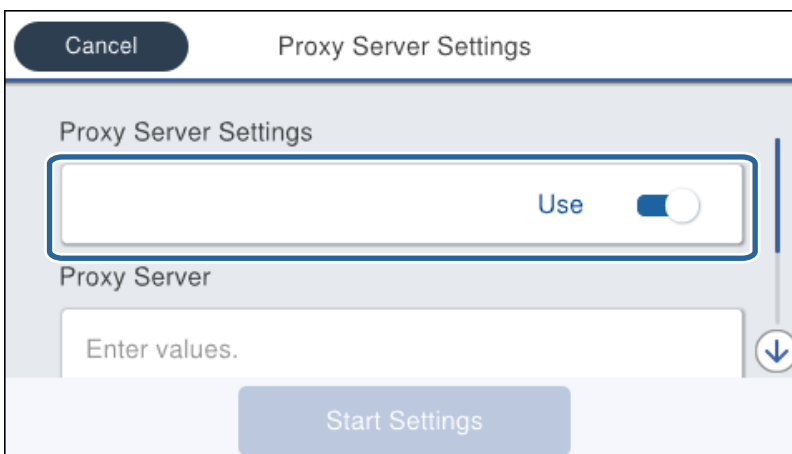 Cancel
Proxy Server Settings
Proxy Server Settings
Use
Proxy Server
Enter values.
Start Settings